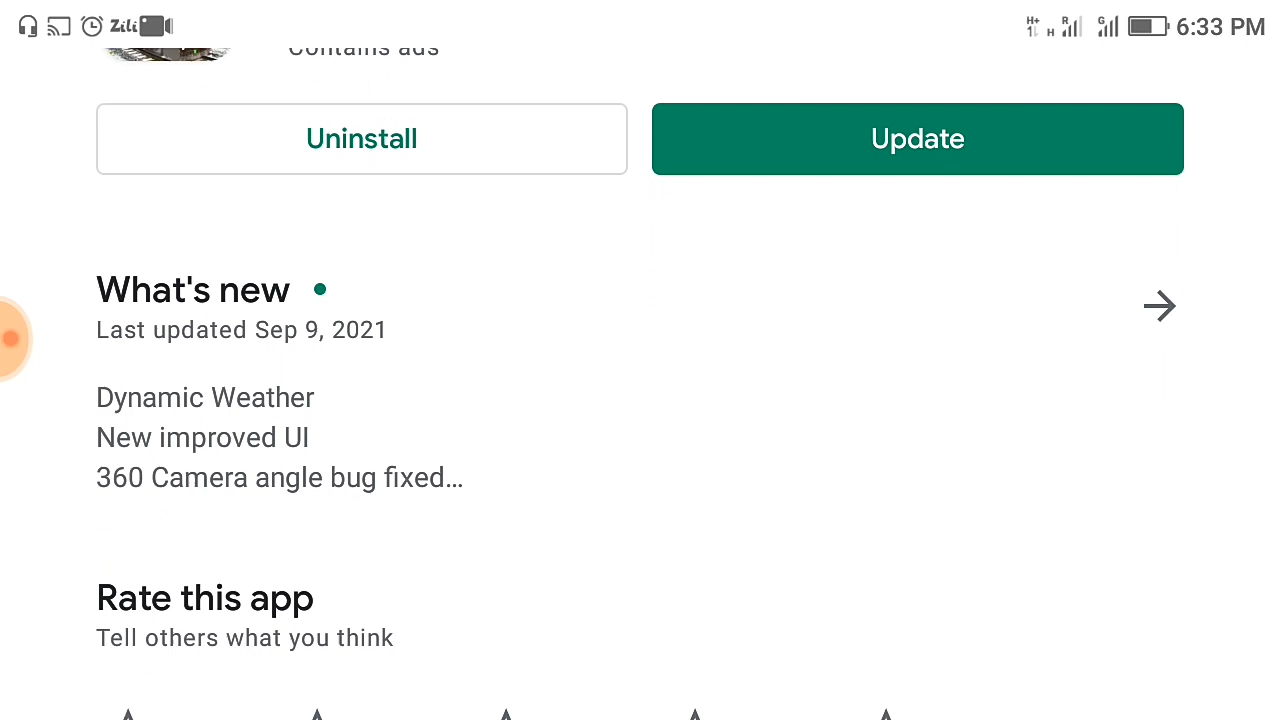 Zili
H+ H R G 6:33 PM
Contains ads
Uninstall Update
What's new
Last updated Sep 9, 2021
Dynamic Weather
New improved UI
360 Camera angle bug fixed...
Rate this app
Tell others what you think